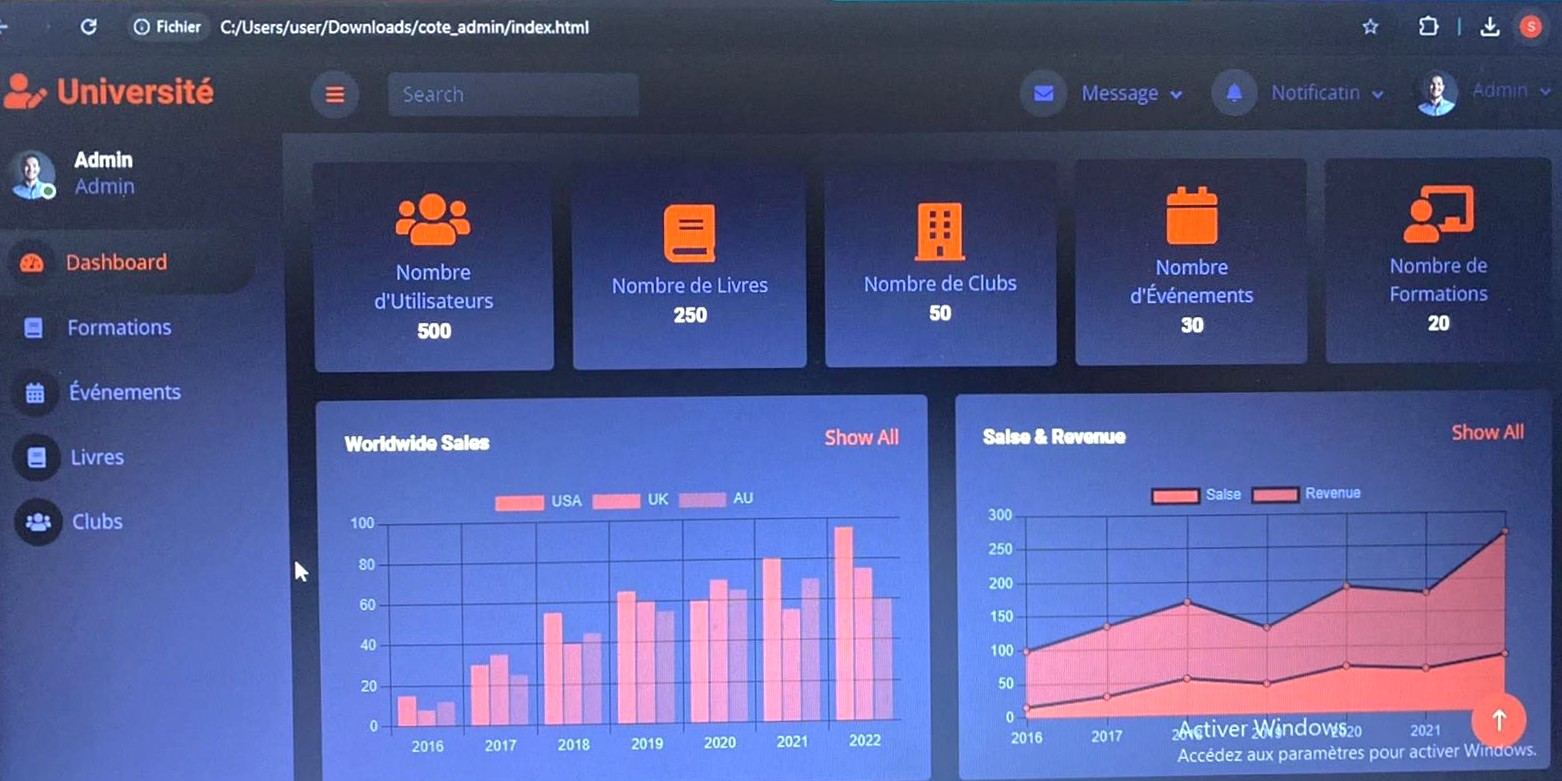 Fichier C:/Users/user/Downloads/cote_admin/index.html
S
Université
Search
Message
Notificatin
Admin
Admin
Admin
Dashboard
Formations
Événements
Livres
Clubs
Nombre
d'Utilisateurs
500
Nombre de Livres
250
Nombre de Clubs
50
Nombre
d'Événements
30
Nombre de
Formations
20
Worldwide Sales
Show All
USA UK AU
100
80
60
40
20
0
2016 2017 2018 2019 2020 2021 2022
Salse & Revenue
Show All
Salse Revenue
300
250
200
150
100
50
0
2016 2017 2018 2019 2020 2021
Activer Windows
Accédez aux paramètres pour activer Windows.